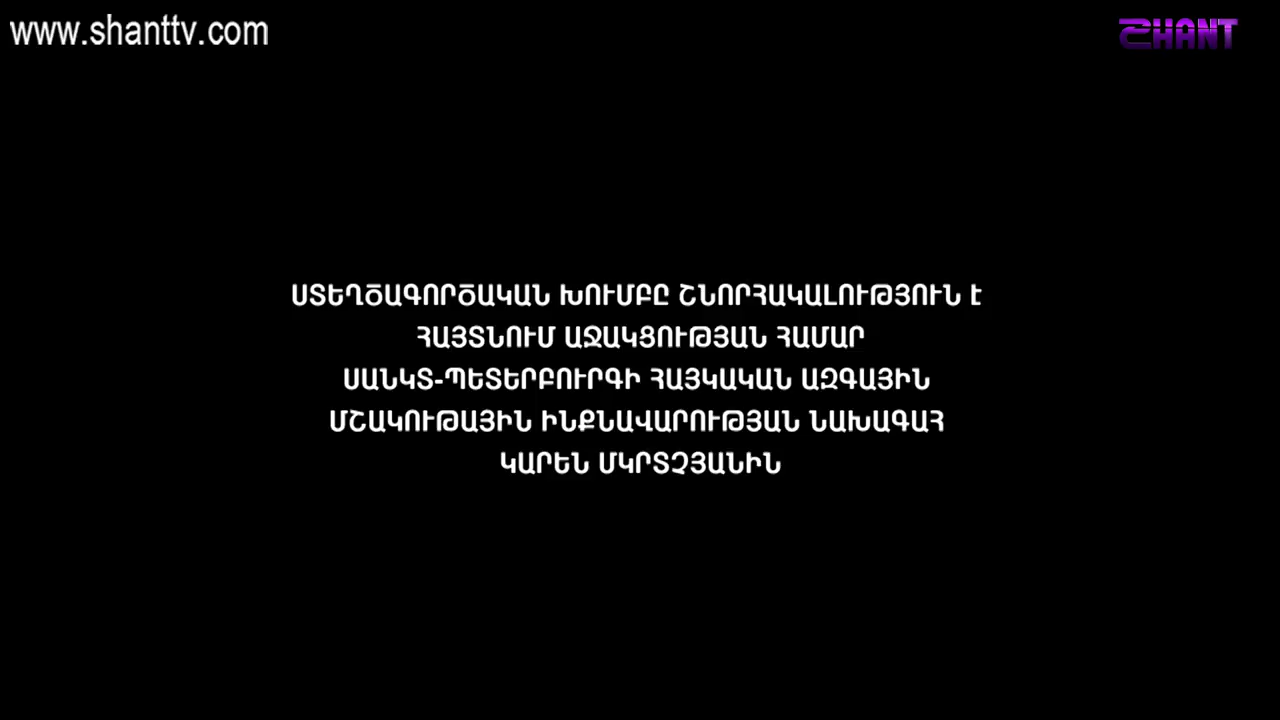 www.shanttv.com
SHANT
ՍՏԵՂԾԱԳՈՐԾԱԿԱՆ ԽՈՒՄԲԸ ՇՆՈՐՀԱԿԱԼՈՒԹՅՈՒՆ է
ՀԱՅՏՆՈՒՄ ԱՋԱԿՑՈՒԹՅԱՆ ՀԱՄԱՐ
ՍԱՆԿՏ-ՊԵՏԵՐԲՈՒՐԳԻ ՀԱՅԿԱԿԱՆ ԱԶԳԱՅԻՆ
ՄՇԱԿՈՒԹԱՅԻՆ ԻՆՔՆԱՎԱՐՈՒԹՅԱՆ ՆԱԽԱԳԱՀ
ԿԱՐԵՆ ՄԿՐՏՉՅԱՆԻՆ